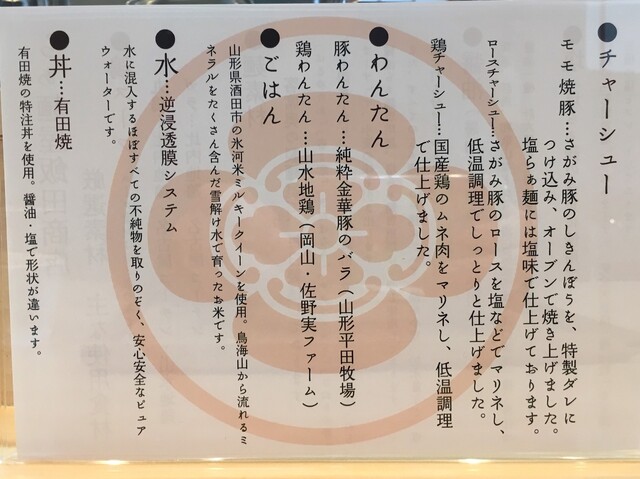 ●チャーシュー
モモ焼豚…さがみ豚のしきんぼうを、特製ダレに
つけ込み、オーブンで焼き上げました。
塩らぁ麺には塩味で仕上げております。
ロースチャーシュー…さがみ豚のロースを塩などでマリネし、
低温調理でしっとりと仕上げました。
鶏チャーシュー…国産鶏のムネ肉をマリネし、低温調理
で仕上げました。
●わんたん
豚わんたん…純粋金華豚のバラ(山形平田牧場)
鶏わんたん…山水地鶏(岡山・佐野実ファーム)
●ごはん
山形県酒田市の氷河米ミルキークイーンを使用。鳥海山から流れるミ
ネラルをたくさん含んだ雪解け水で育ったお米です。
●水…逆浸透膜システム
水に混入するほぼすべての不純物を取りのぞく、安心安全なピュア
ウォーターです。
●丼…有田焼
有田焼の特注丼を使用。醤油・塩で形状が違います。